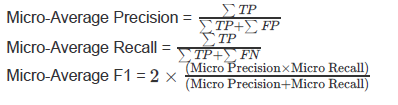 Micro-Average Precision = ∑ TP / ∑ TP+∑ FP
Micro-Average Recall = ∑ TP / ∑ TP+∑ FN
Micro-Average F1 = 2 × (Micro Precision×Micro Recall) / (Micro Precision+Micro Recall)